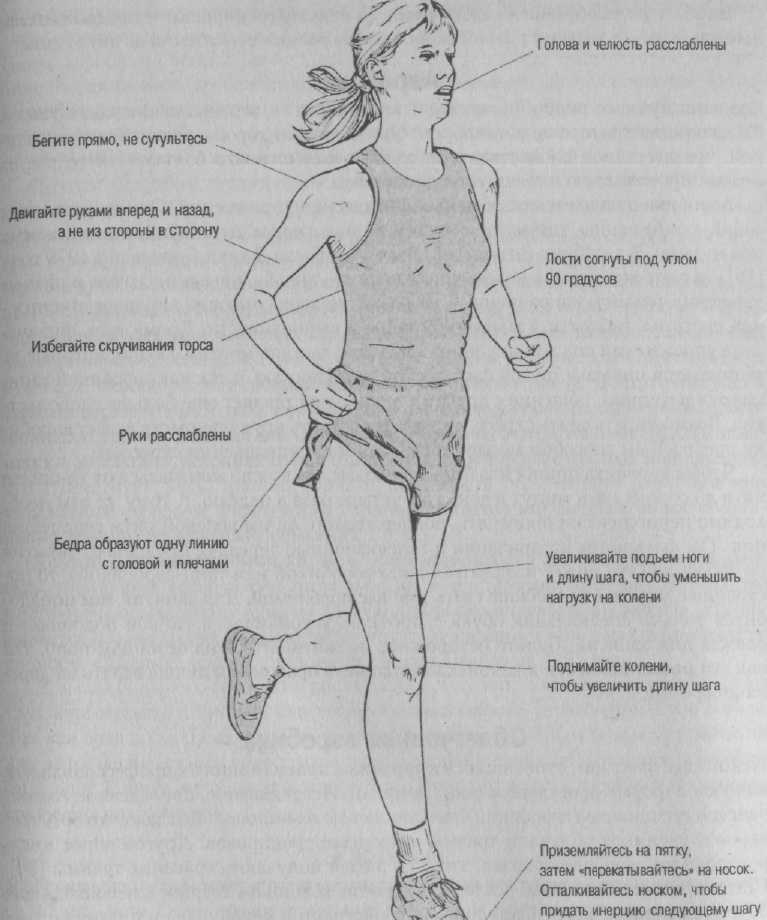 Голова и челюсть расслаблены
Бегите прямо, не сутультесь
Двигайте руками вперед и назад,
а не из стороны в сторону
Локти согнуты под углом
90 градусов
Избегайте скручивания торса
Руки расслаблены
Бедра образуют одну линию
с головой и плечами
Увеличивайте подъем ноги
и длину шага, чтобы уменьшить
нагрузку на колени
Поднимайте колени,
чтобы увеличить длину шага
Приземляйтесь на пятку,
затем «перекатывайтесь» на носок.
Отталкивайтесь носком, чтобы
придать инерцию следующему шагу